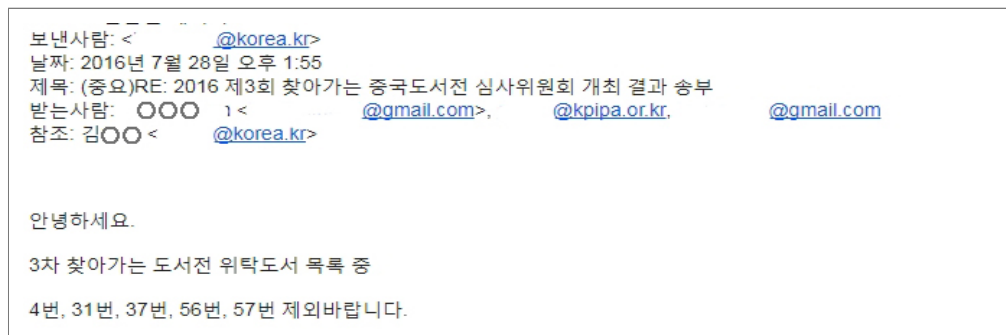 보낸사람: < @korea.kr>
날짜: 2016년 7월 28일 오후 1:55
제목: (중요)RE: 2016 제3회 찾아가는 중국도서전 심사위원회 개최 결과 송부
받는사람: ○○○ < @gmail.com>, @kpipa.or.kr, @gmail.com
참조: 김○○ < @korea.kr>
안녕하세요.
3차 찾아가는 도서전 위탁도서 목록 중
4번, 31번, 37번, 56번, 57번 제외바랍니다.